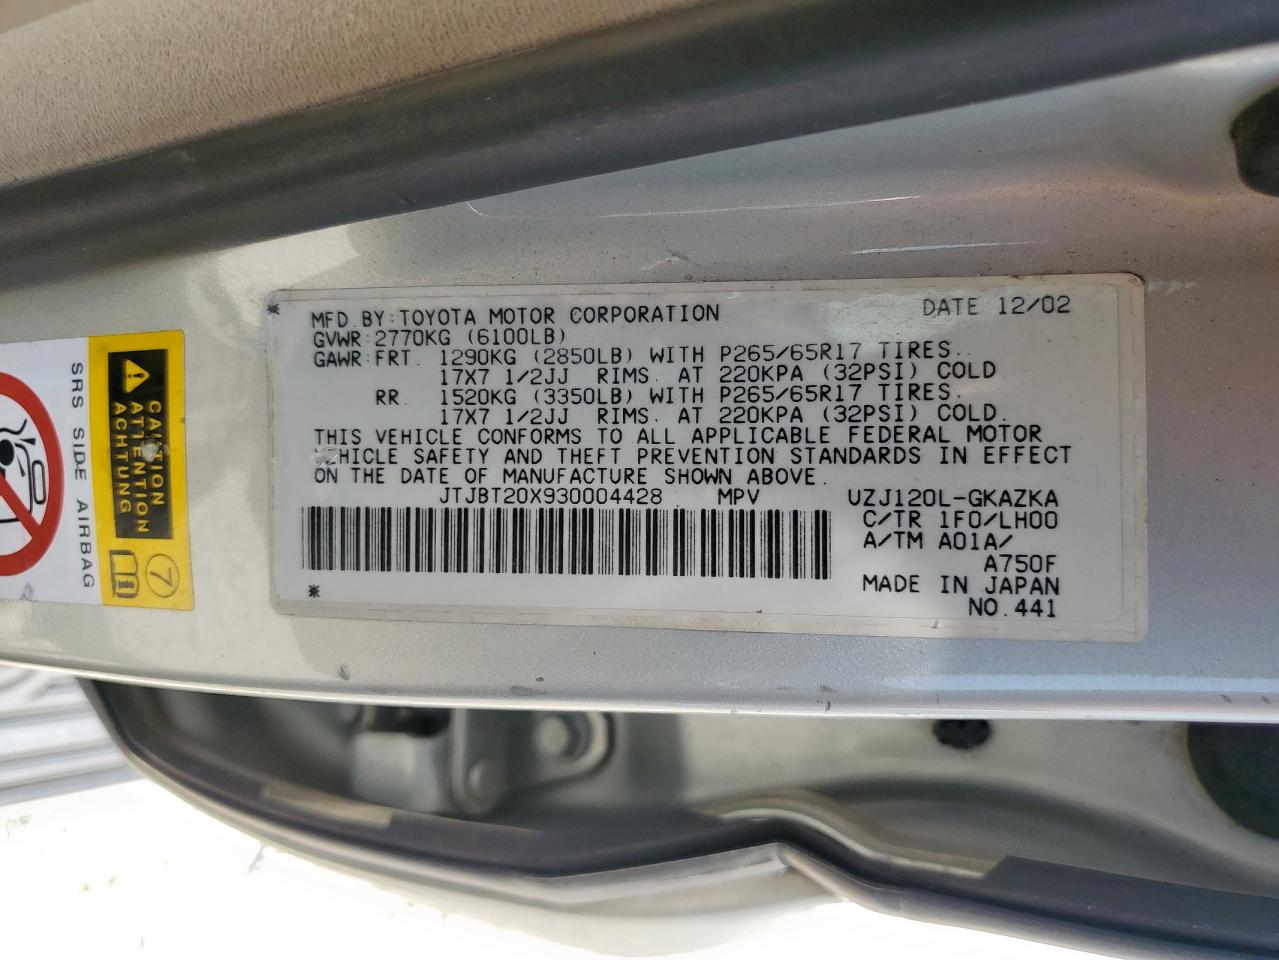 MFD.BY:TOYOTA MOTOR CORPORATION DATE 12/02
GVWR:2770KG (6100LB)
GAWR:FRT. 1290KG (2850LB) WITH P265/65R17 TIRES.
17X7 1/2JJ RIMS. AT 220KPA (32PSI) COLD
RR. 1520KG (3350LB) WITH P265/65R17 TIRES.
17X7 1/2JJ RIMS. AT 220KPA (32PSI) COLD.
THIS VEHICLE CONFORMS TO ALL APPLICABLE FEDERAL MOTOR
VEHICLE SAFETY AND THEFT PREVENTION STANDARDS IN EFFECT
ON THE DATE OF MANUFACTURE SHOWN ABOVE.
JTJBT20X930004428 MPV UZJ120L-GKAZKA
C/TR 1F0/LH00
A/TM A01A/
A750F
MADE IN JAPAN
NO.441
CAUTION
ATTENTION
ACHTUNG
SRS SIDE AIRBAG
7